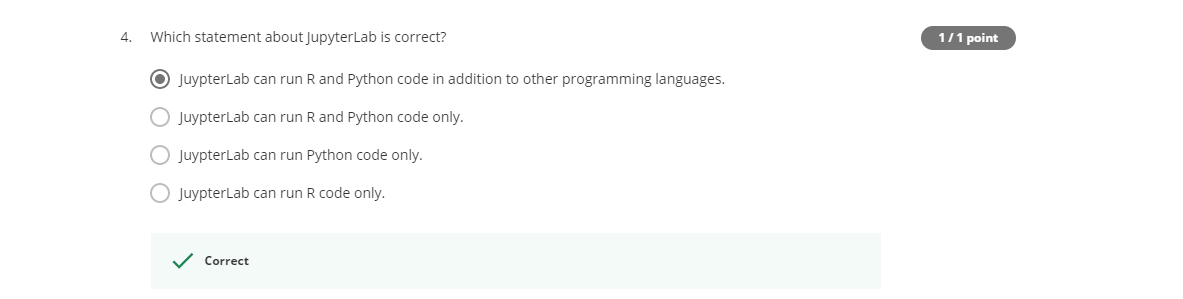 4. Which statement about JupyterLab is correct?
1 / 1 point
JuypterLab can run R and Python code in addition to other programming languages.
JuypterLab can run R and Python code only.
JuypterLab can run Python code only.
JuypterLab can run R code only.
Correct